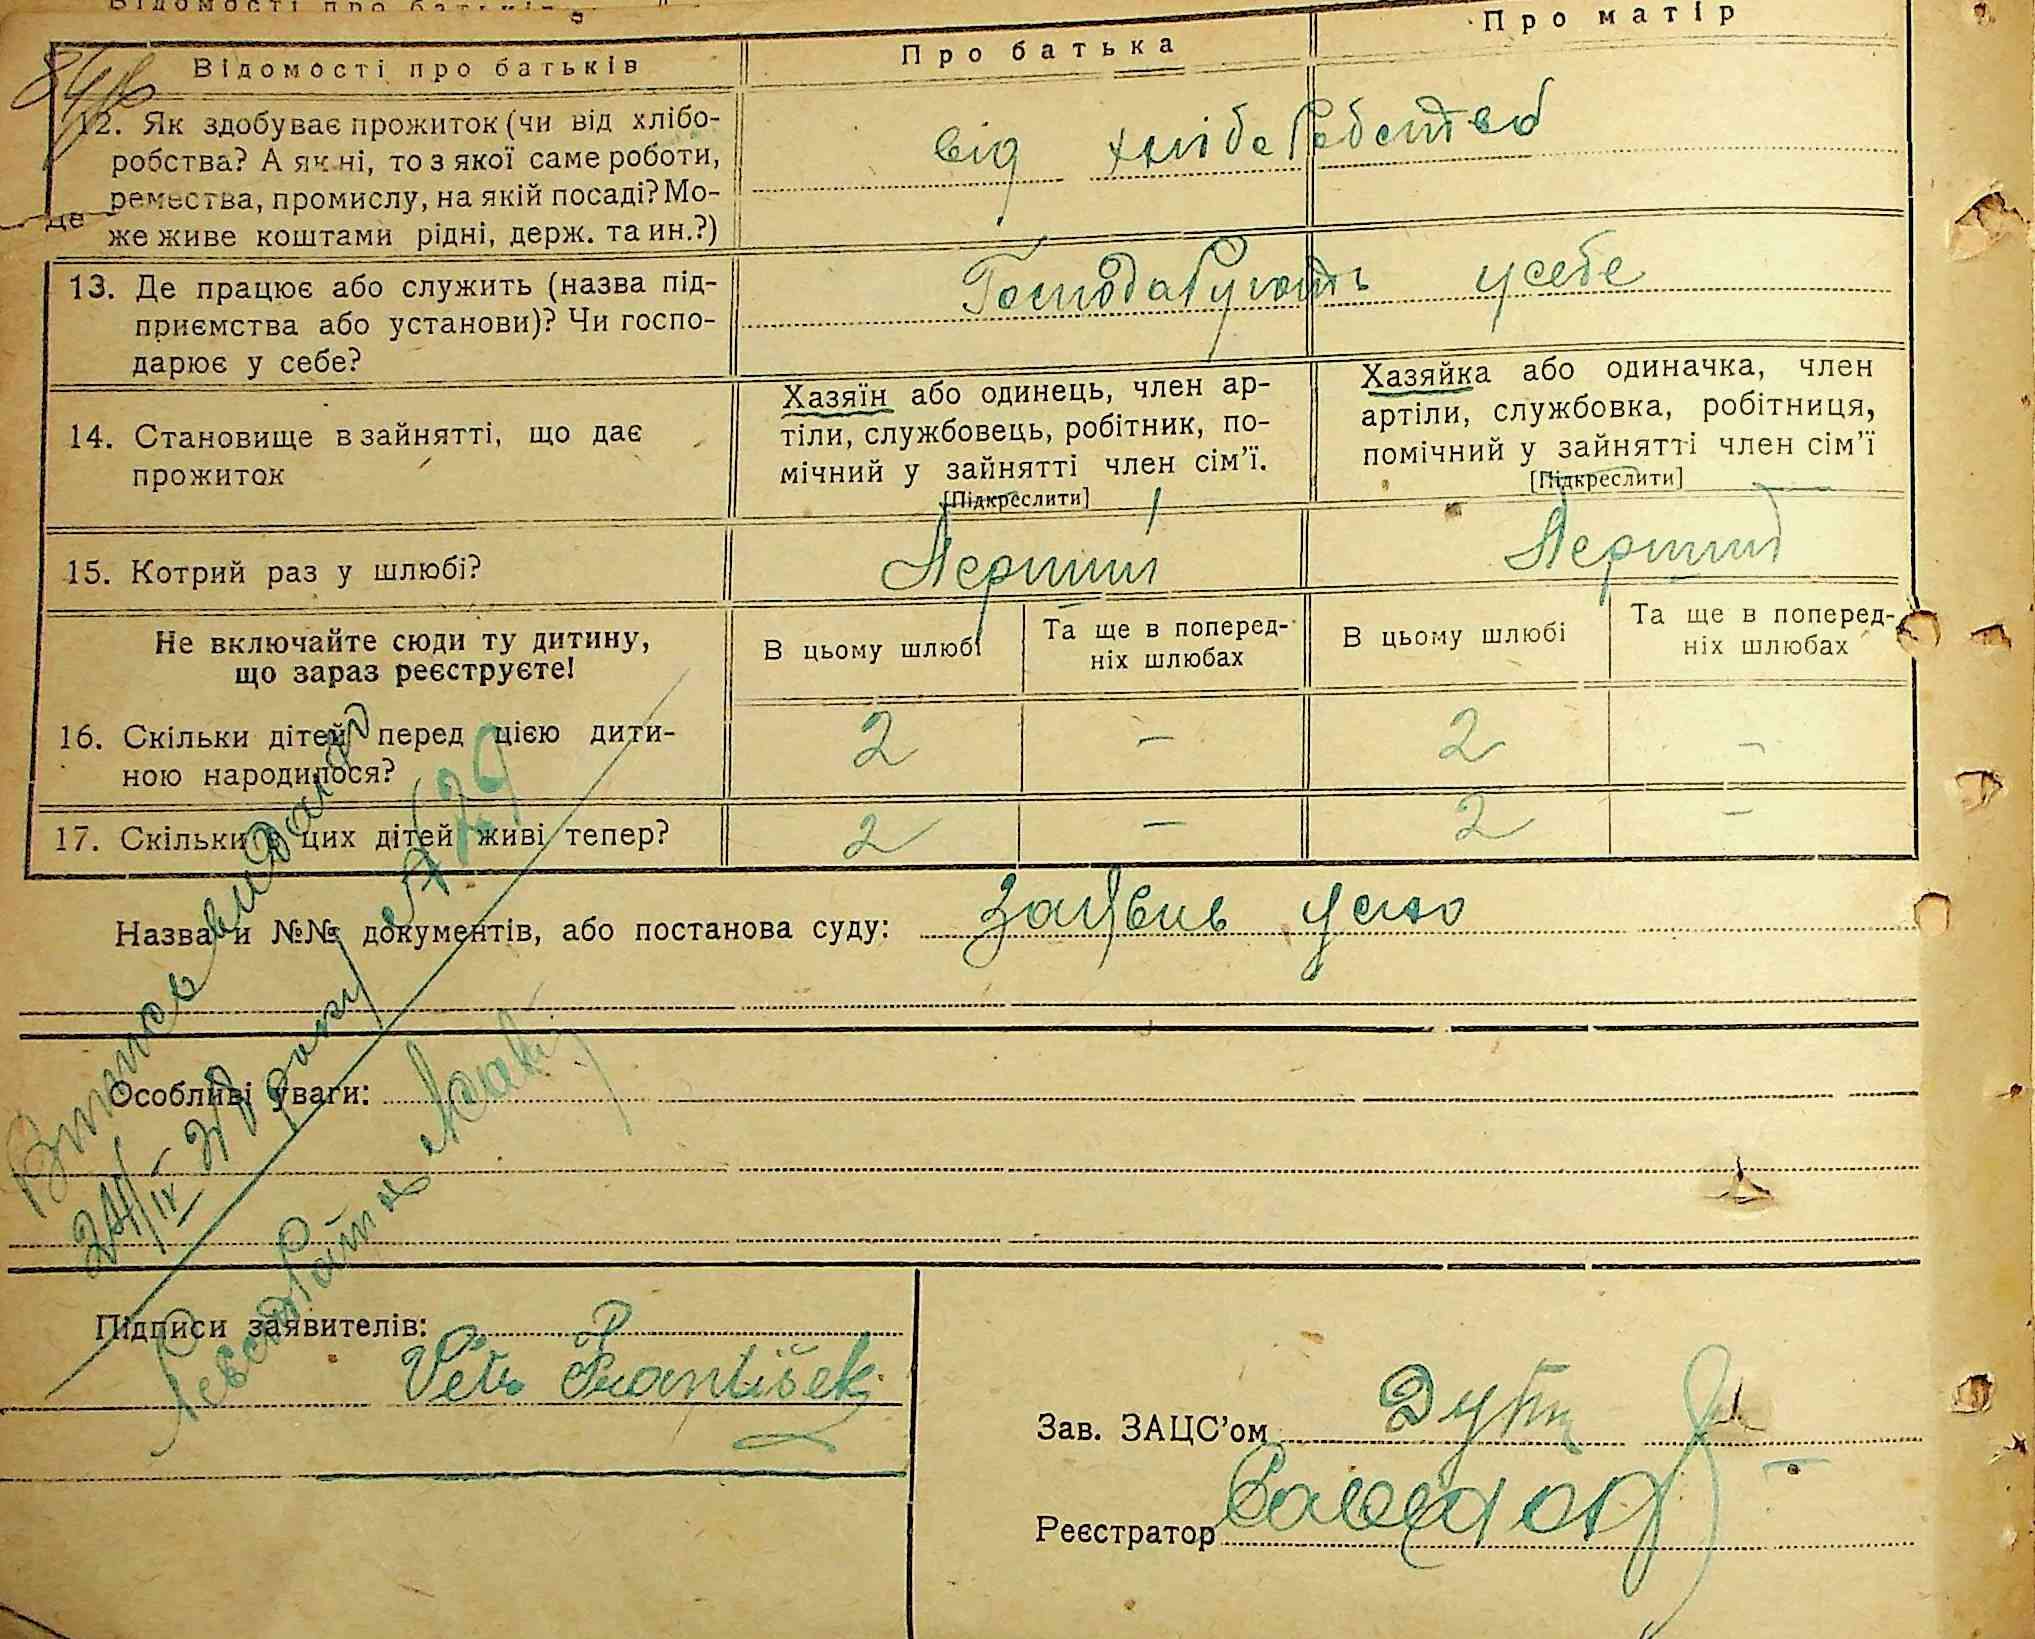 Відомості про батьків
Про батька
Про матір
12. Як здобуває прожиток (чи від хлібо-
робства? А як ні, то з якої саме роботи,
ремества, промислу, на якій посаді? Мо-
же живе коштами рідні, держ. та ин.?)
від хліборобства
13. Де працює або служить (назва під-
приємства або установи)? Чи госпо-
дарює у себе?
Господарують у себе
14. Становище в зайнятті, що дає
прожиток
Хазяїн або одинець, член ар-
тіли, службовець, робітник, по-
мічний у зайнятті член сім'ї.
[Підкреслити]
Хазяйка або одиначка, член
артіли, службовка, робітниця,
помічний у зайнятті член сім'ї
[Підкреслити]
15. Котрий раз у шлюбі?
Перший
Перший
Не включайте сюди ту дитину,
що зараз реєструєте!
В цьому шлюбі
Та ще в поперед-
ніх шлюбах
В цьому шлюбі
Та ще в поперед-
ніх шлюбах
16. Скільки дітей перед цією дити-
ною народилося?
2 – 2 –
17. Скільки з цих дітей живі тепер?
2 – 2 –
Назва и №№ документів, або постанова суду: заявив усно
Особливі уваги:
24/IV року
Підписи заявителів:
František
Зав. ЗАЦС'ом
Реєстратор